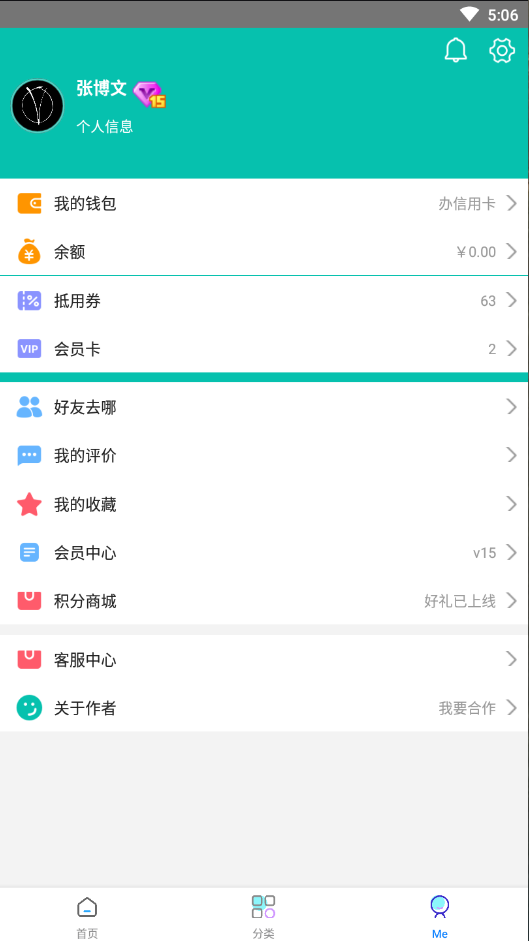 5:06
张博文 15
个人信息
我的钱包 办信用卡
余额 ￥0.00
抵用券 63
VIP 会员卡 2
好友去哪
我的评价
我的收藏
会员中心 v15
积分商城 好礼已上线
客服中心
关于作者 我要合作
首页 分类 Me